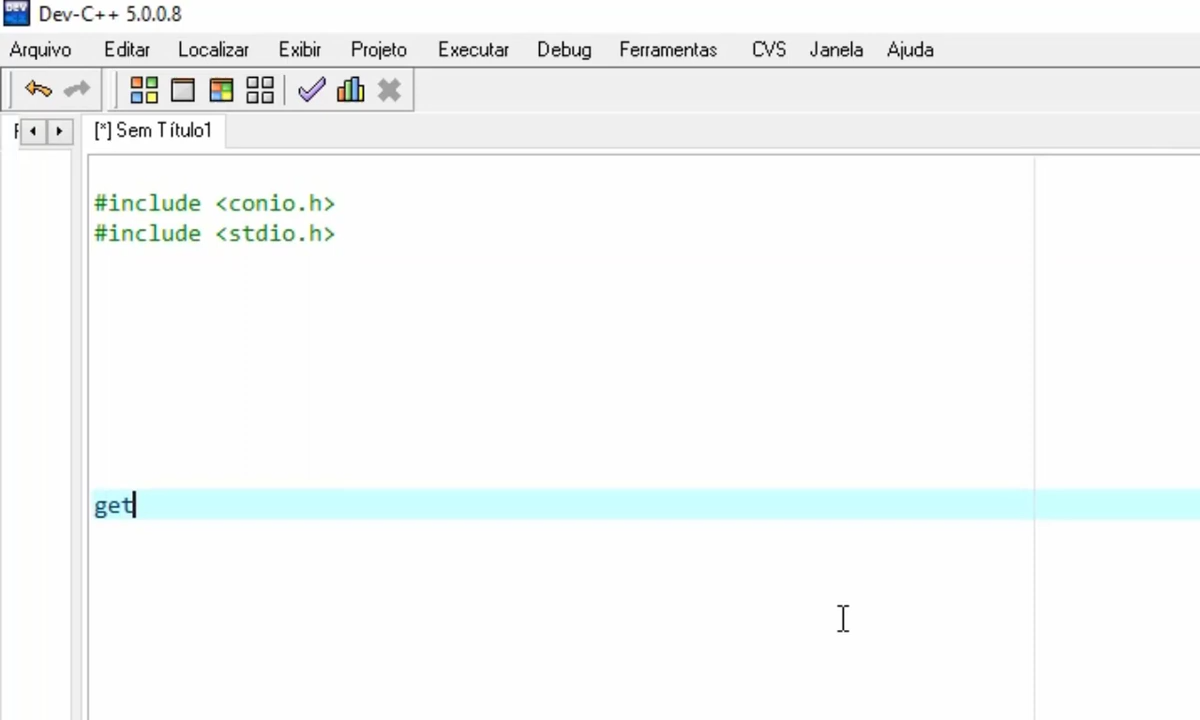 Dev-C++ 5.0.0.8
Arquivo Editar Localizar Exibir Projeto Executar Debug Ferramentas CVS Janela Ajuda
[*] Sem Título1
#include <conio.h>
#include <stdio.h>
get